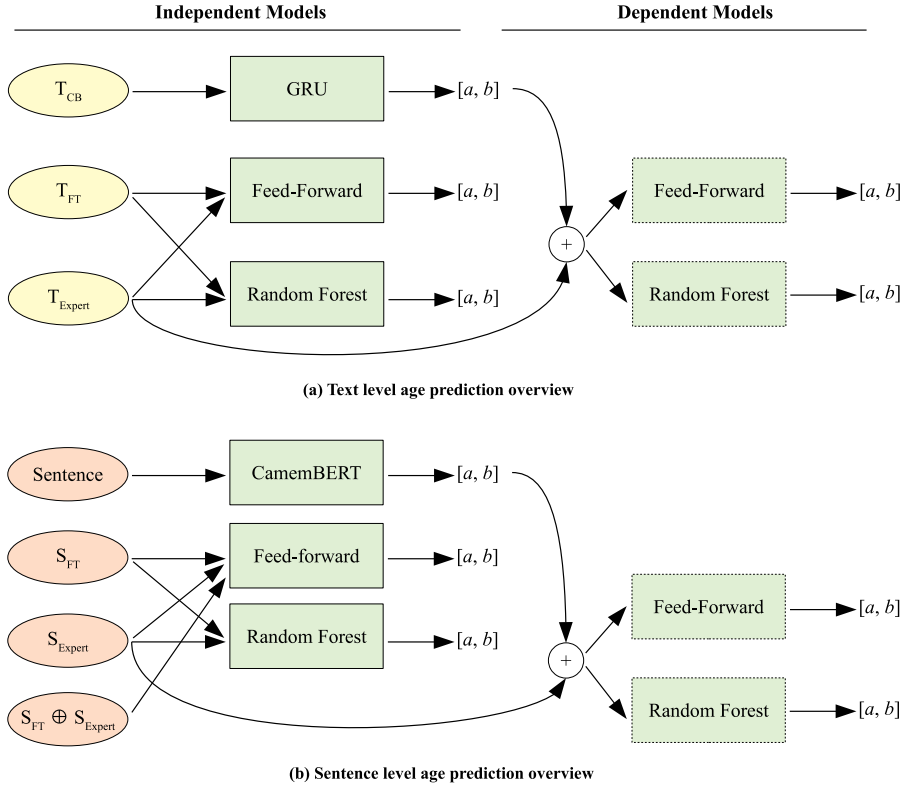 Independent Models
Dependent Models
T_CB
GRU
[a, b]
T_FT
Feed-Forward
[a, b]
Feed-Forward
[a, b]
+
T_Expert
Random Forest
[a, b]
Random Forest
[a, b]
(a) Text level age prediction overview
Sentence
CamemBERT
[a, b]
S_FT
Feed-forward
[a, b]
Feed-Forward
[a, b]
S_Expert
Random Forest
[a, b]
+
S_FT ⊕ S_Expert
Random Forest
[a, b]
(b) Sentence level age prediction overview